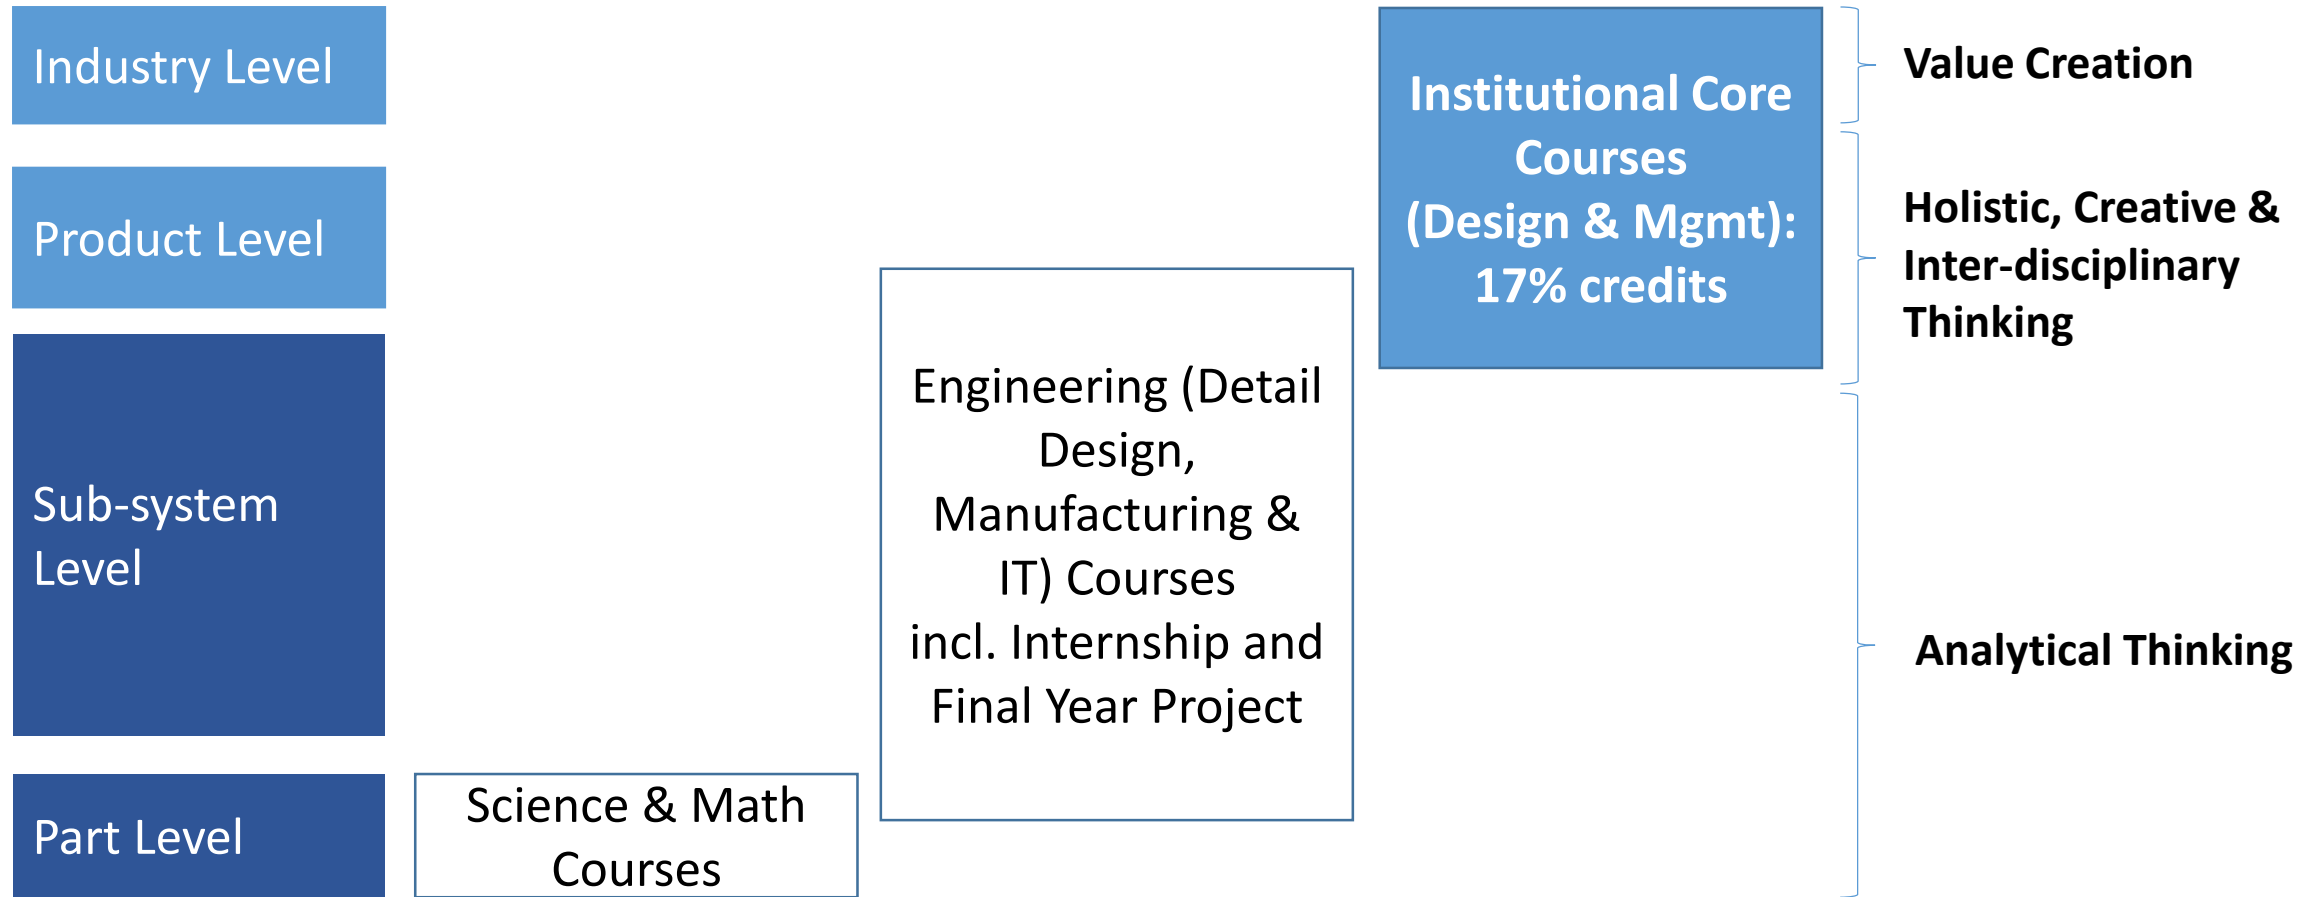 Industry Level
Product Level
Sub-system
Level
Part Level
Science & Math
Courses
Engineering (Detail
Design,
Manufacturing &
IT) Courses
incl. Internship and
Final Year Project
Institutional Core
Courses
(Design & Mgmt):
17% credits
Value Creation
Holistic, Creative &
Inter-disciplinary
Thinking
Analytical Thinking